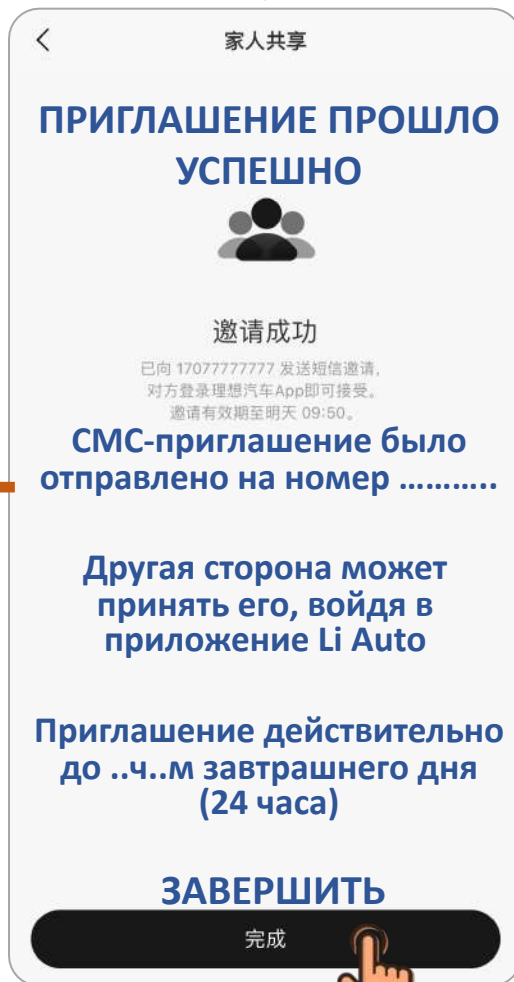 家人共享
ПРИГЛАШЕНИЕ ПРОШЛО
УСПЕШНО
邀请成功
已向 17077777777 发送短信邀请,
对方登录理想汽车App即可接受。
邀请有效期至明天 09:50。
СМС-приглашение было
отправлено на номер ………..
Другая сторона может
принять его, войдя в
приложение Li Auto
Приглашение действительно
до ..ч..м завтрашнего дня
(24 часа)
ЗАВЕРШИТЬ
完成